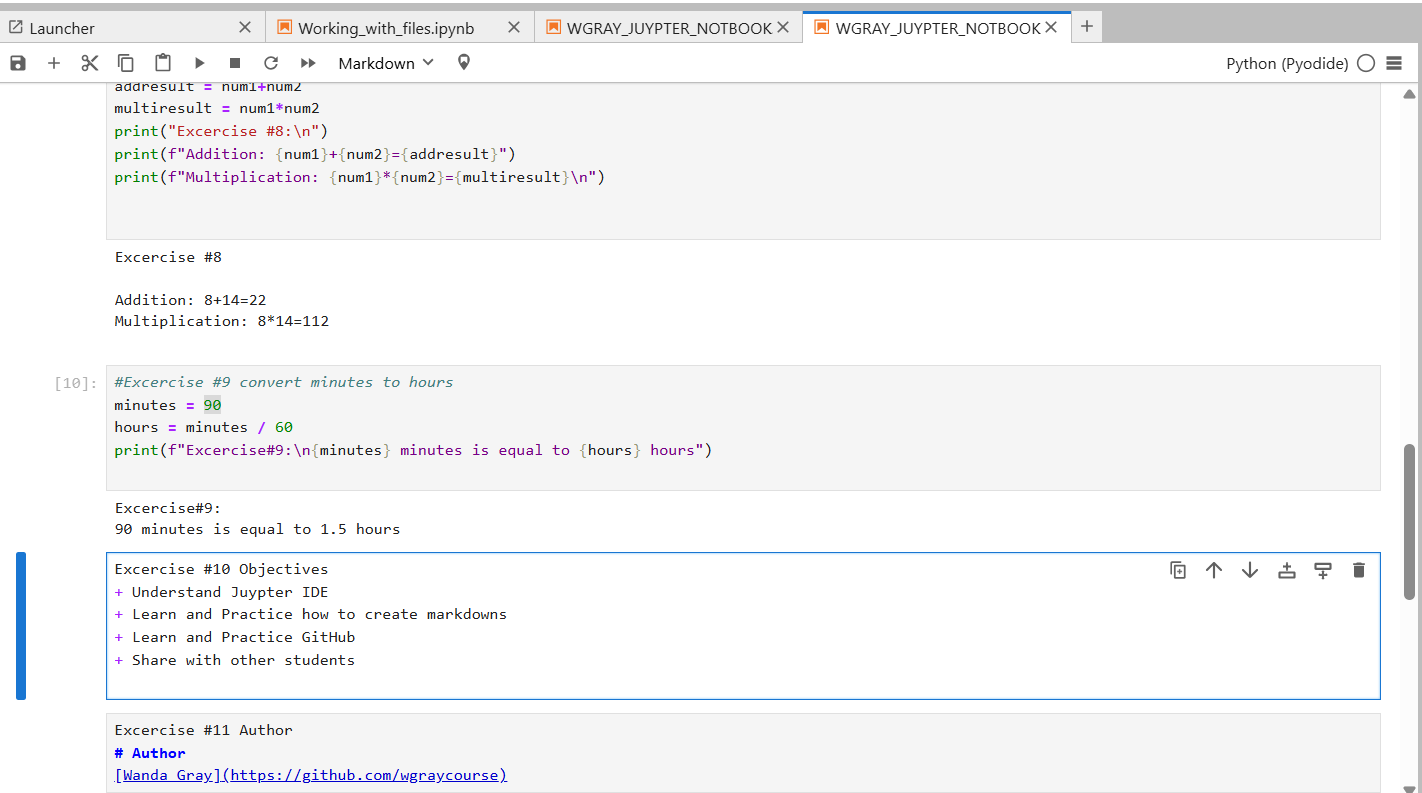 Launcher
Working_with_files.ipynb
WGRAY_JUYPTER_NOTBOOK
WGRAY_JUYPTER_NOTBOOK
Markdown
Python (Pyodide)
addresult = num1+num2
multiresult = num1*num2
print("Excercise #8:\n")
print(f"Addition: {num1}+{num2}={addresult}")
print(f"Multiplication: {num1}*{num2}={multiresult}\n")
Excercise #8
Addition: 8+14=22
Multiplication: 8*14=112
[10]:
#Excercise #9 convert minutes to hours
minutes = 90
hours = minutes / 60
print(f"Excercise#9:\n{minutes} minutes is equal to {hours} hours")
Excercise#9:
90 minutes is equal to 1.5 hours
Excercise #10 Objectives
+ Understand Juypter IDE
+ Learn and Practice how to create markdowns
+ Learn and Practice GitHub
+ Share with other students
Excercise #11 Author
# Author
[Wanda Gray](https://github.com/wgraycourse)